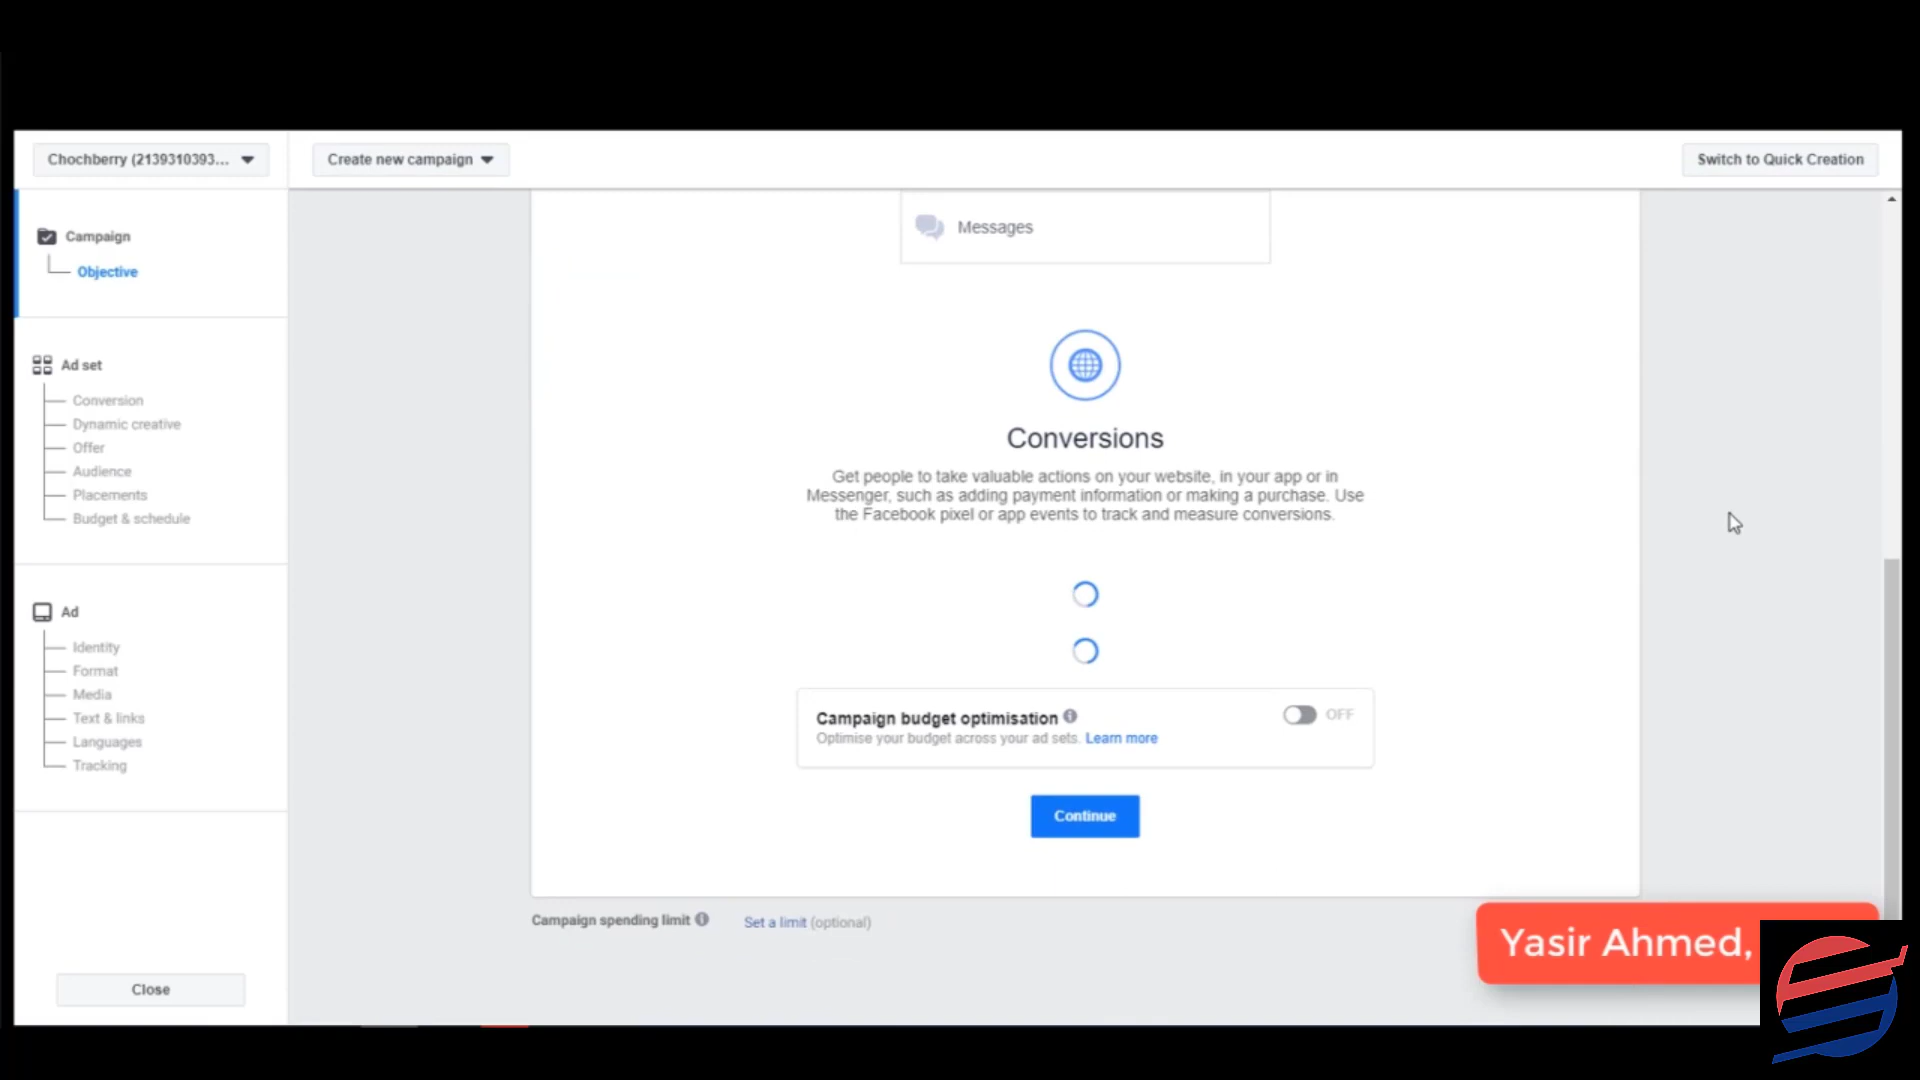 Chochberry (2139310393...
Create new campaign
Switch to Quick Creation
Campaign
Objective
Ad set
Conversion
Dynamic creative
Offer
Audience
Placements
Budget & schedule
Ad
Identity
Format
Media
Text & links
Languages
Tracking
Close
Messages
Conversions
Get people to take valuable actions on your website, in your app or in
Messenger, such as adding payment information or making a purchase. Use
the Facebook pixel or app events to track and measure conversions.
Campaign budget optimisation
OFF
Optimise your budget across your ad sets. Learn more
Continue
Campaign spending limit
Set a limit (optional)
Yasir Ahmed,